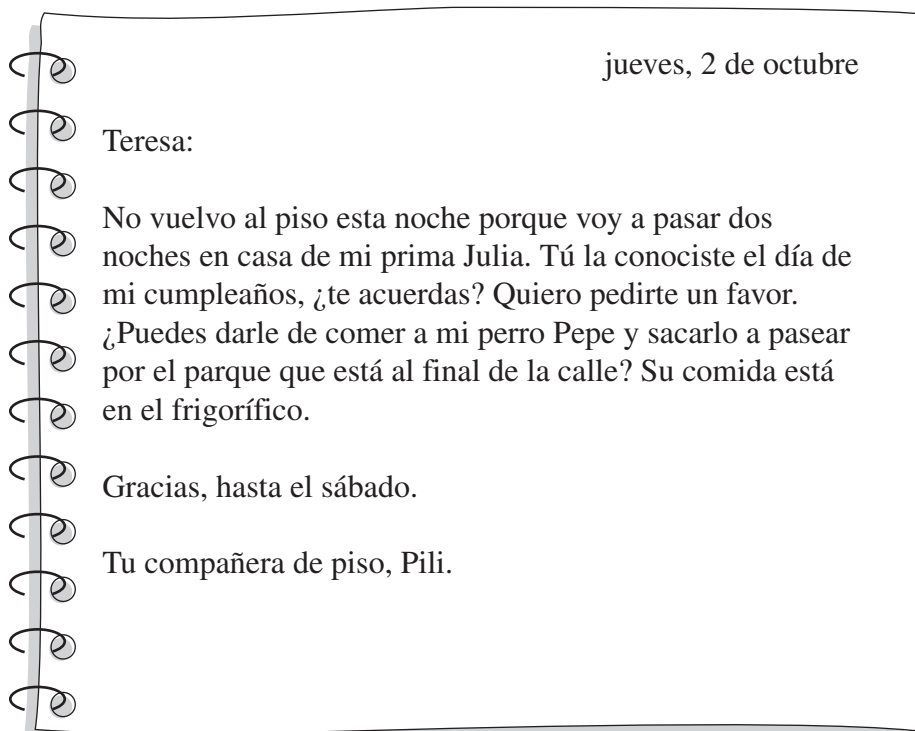 jueves, 2 de octubre
Teresa:
No vuelvo al piso esta noche porque voy a pasar dos
noches en casa de mi prima Julia. Tú la conociste el día de
mi cumpleaños, ¿te acuerdas? Quiero pedirte un favor.
¿Puedes darle de comer a mi perro Pepe y sacarlo a pasear
por el parque que está al final de la calle? Su comida está
en el frigorífico.
Gracias, hasta el sábado.
Tu compañera de piso, Pili.